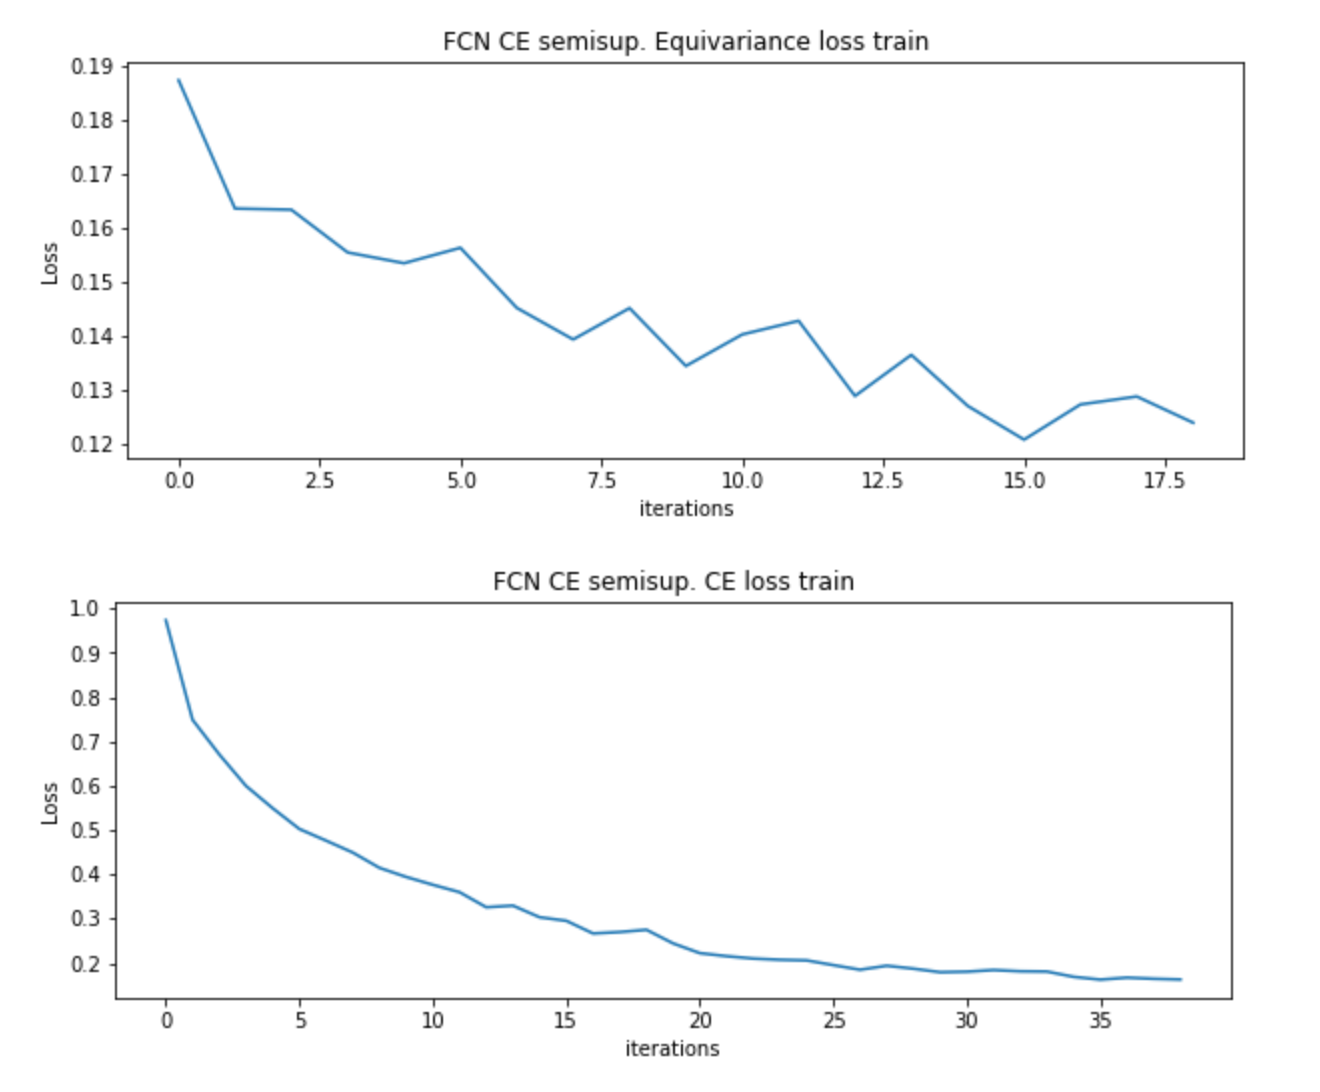 FCN CE semisup. Equivariance loss train
0.19
0.18
0.17
0.16
0.15
0.14
0.13
0.12
Loss
0.0 2.5 5.0 7.5 10.0 12.5 15.0 17.5
iterations
FCN CE semisup. CE loss train
1.0
0.9
0.8
0.7
0.6
0.5
0.4
0.3
0.2
Loss
0 5 10 15 20 25 30 35
iterations